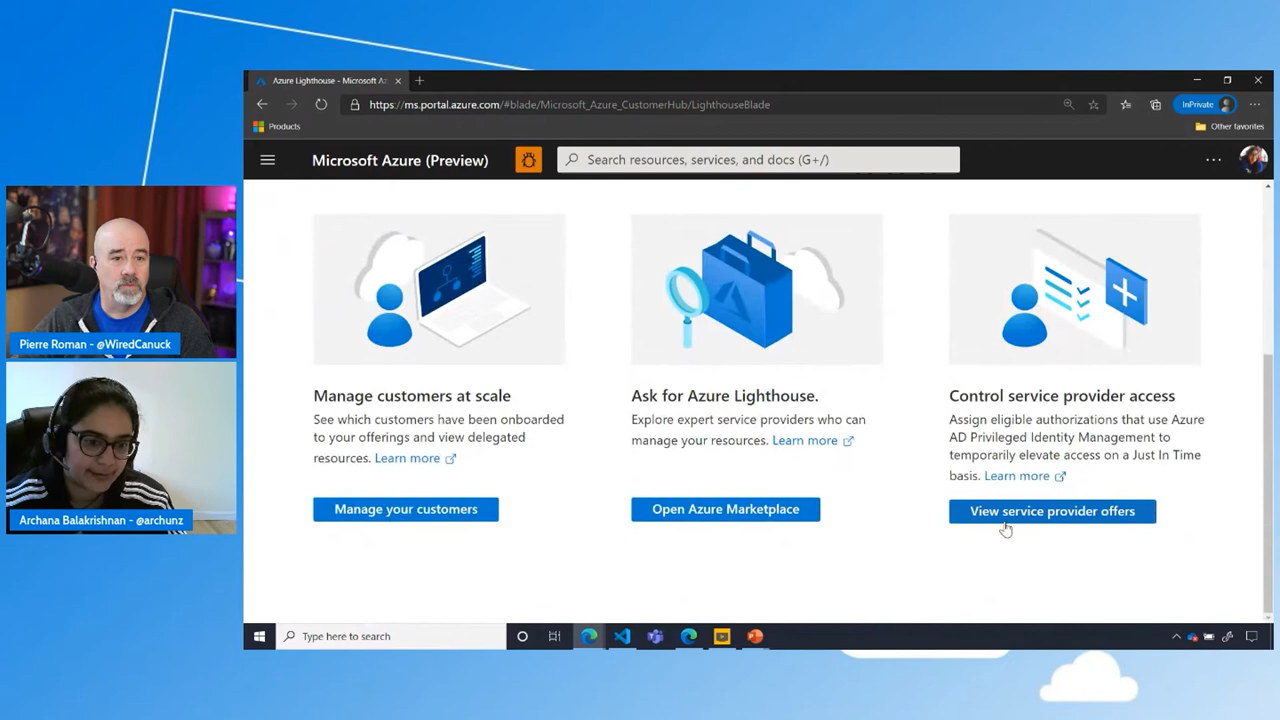 Azure Lighthouse - Microsoft Az
https://ms.portal.azure.com/#blade/Microsoft_Azure_CustomerHub/LighthouseBlade
InPrivate
Products
Other favorites
Microsoft Azure (Preview)
Search resources, services, and docs (G+/)
Manage customers at scale
See which customers have been onboarded
to your offerings and view delegated
resources. Learn more
Manage your customers
Ask for Azure Lighthouse.
Explore expert service providers who can
manage your resources. Learn more
Open Azure Marketplace
Control service provider access
Assign eligible authorizations that use Azure
AD Privileged Identity Management to
temporarily elevate access on a Just In Time
basis. Learn more
View service provider offers
Type here to search
Pierre Roman - @WiredCanuck
Archana Balakrishnan - @archunz